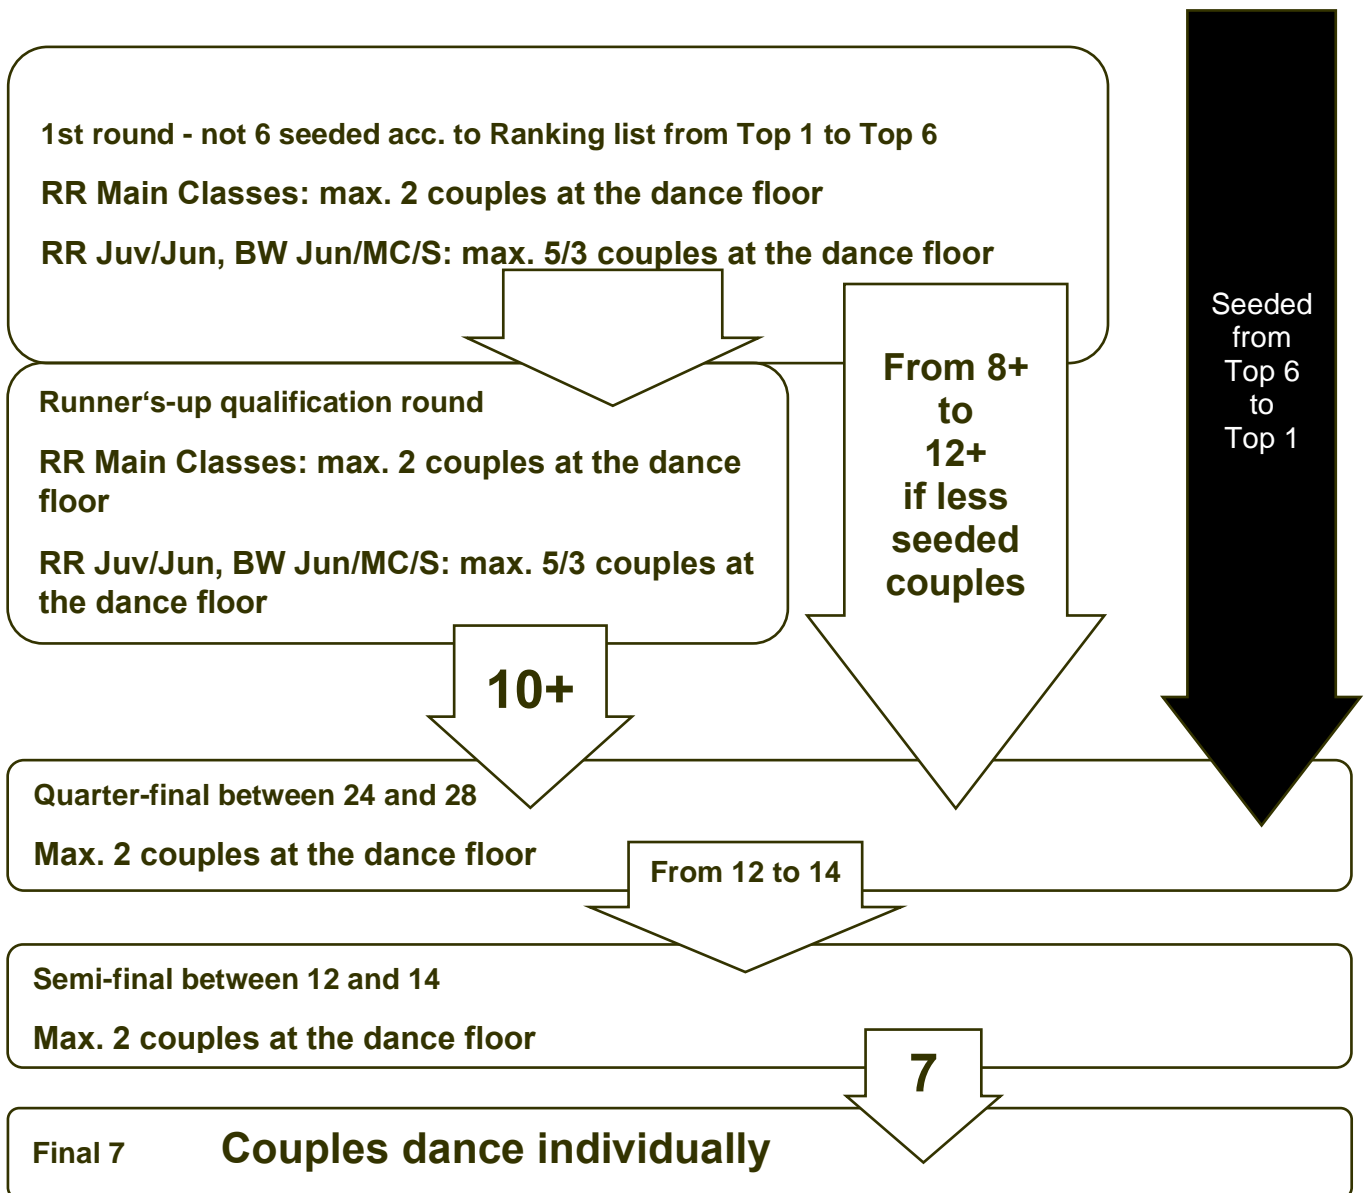 1st round - not 6 seeded acc. to Ranking list from Top 1 to Top 6
RR Main Classes: max. 2 couples at the dance floor
RR Juv/Jun, BW Jun/MC/S: max. 5/3 couples at the dance floor
Seeded
from
Top 6
to
Top 1
From 8+
to
12+
if less
seeded
couples
Runner‘s-up qualification round
RR Main Classes: max. 2 couples at the dance
floor
RR Juv/Jun, BW Jun/MC/S: max. 5/3 couples at
the dance floor
10+
Quarter-final between 24 and 28
Max. 2 couples at the dance floor
From 12 to 14
Semi-final between 12 and 14
Max. 2 couples at the dance floor
7
Final 7 Couples dance individually